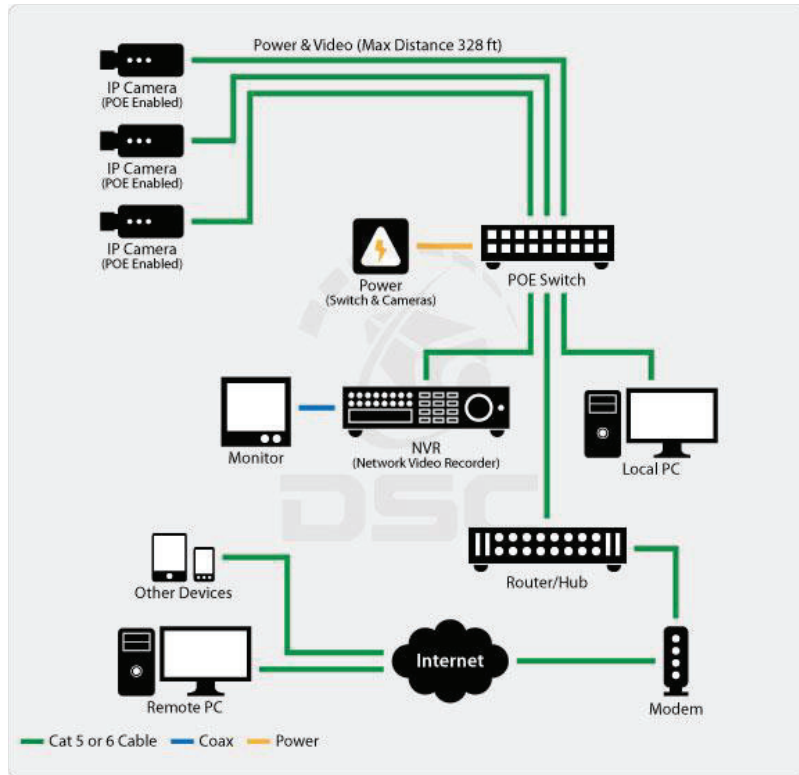 Power & Video (Max Distance 328 ft)
IP Camera
(POE Enabled)
IP Camera
(POE Enabled)
IP Camera
(POE Enabled)
Power
(Switch & Cameras)
POE Switch
Monitor
NVR
(Network Video Recorder)
Local PC
DSC
Other Devices
Router/Hub
Internet
Remote PC
Modem
Cat 5 or 6 Cable
Coax
Power